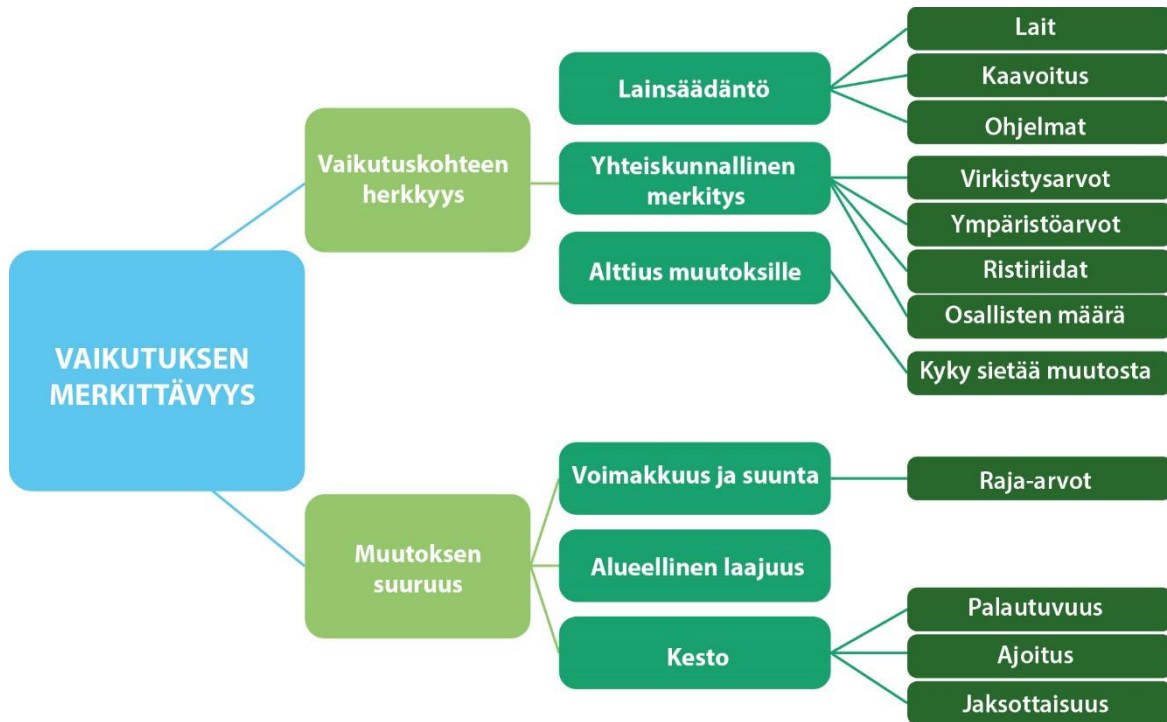 VAIKUTUKSEN
MERKITTÄVYYS
Vaikutuskohteen
herkkyys
Lainsäädäntö
Lait
Kaavoitus
Ohjelmat
Yhteiskunnallinen
merkitys
Virkistysarvot
Ympäristöarvot
Ristiriidat
Osallisten määrä
Alttius muutoksille
Kyky sietää muutosta
Muutoksen
suuruus
Voimakkuus ja suunta
Raja-arvot
Alueellinen laajuus
Kesto
Palautuvuus
Ajoitus
Jaksottaisuus